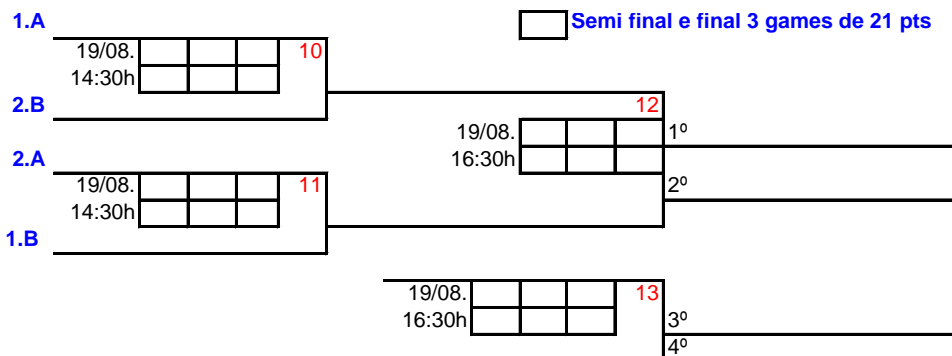 1.A
Semi final e final 3 games de 21 pts
19/08.
10
14:30h
2.B
12
19/08.
1º
16:30h
2.A
19/08.
11
2º
14:30h
1.B
19/08.
13
16:30h
3º
4º